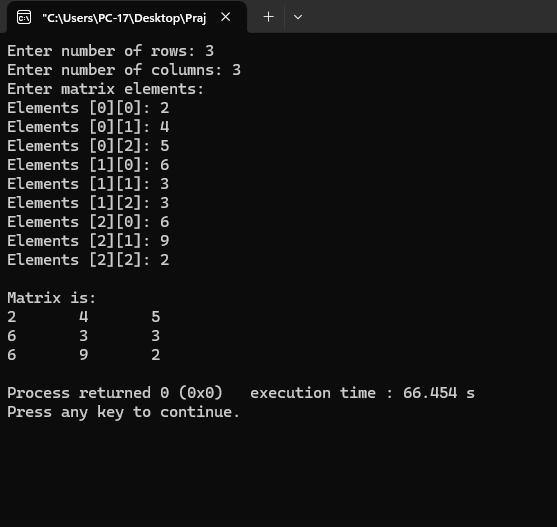 "C:\Users\PC-17\Desktop\Praj
Enter number of rows: 3
Enter number of columns: 3
Enter matrix elements:
Elements [0][0]: 2
Elements [0][1]: 4
Elements [0][2]: 5
Elements [1][0]: 6
Elements [1][1]: 3
Elements [1][2]: 3
Elements [2][0]: 6
Elements [2][1]: 9
Elements [2][2]: 2
Matrix is:
2 4 5
6 3 3
6 9 2
Process returned 0 (0x0) execution time : 66.454 s
Press any key to continue.